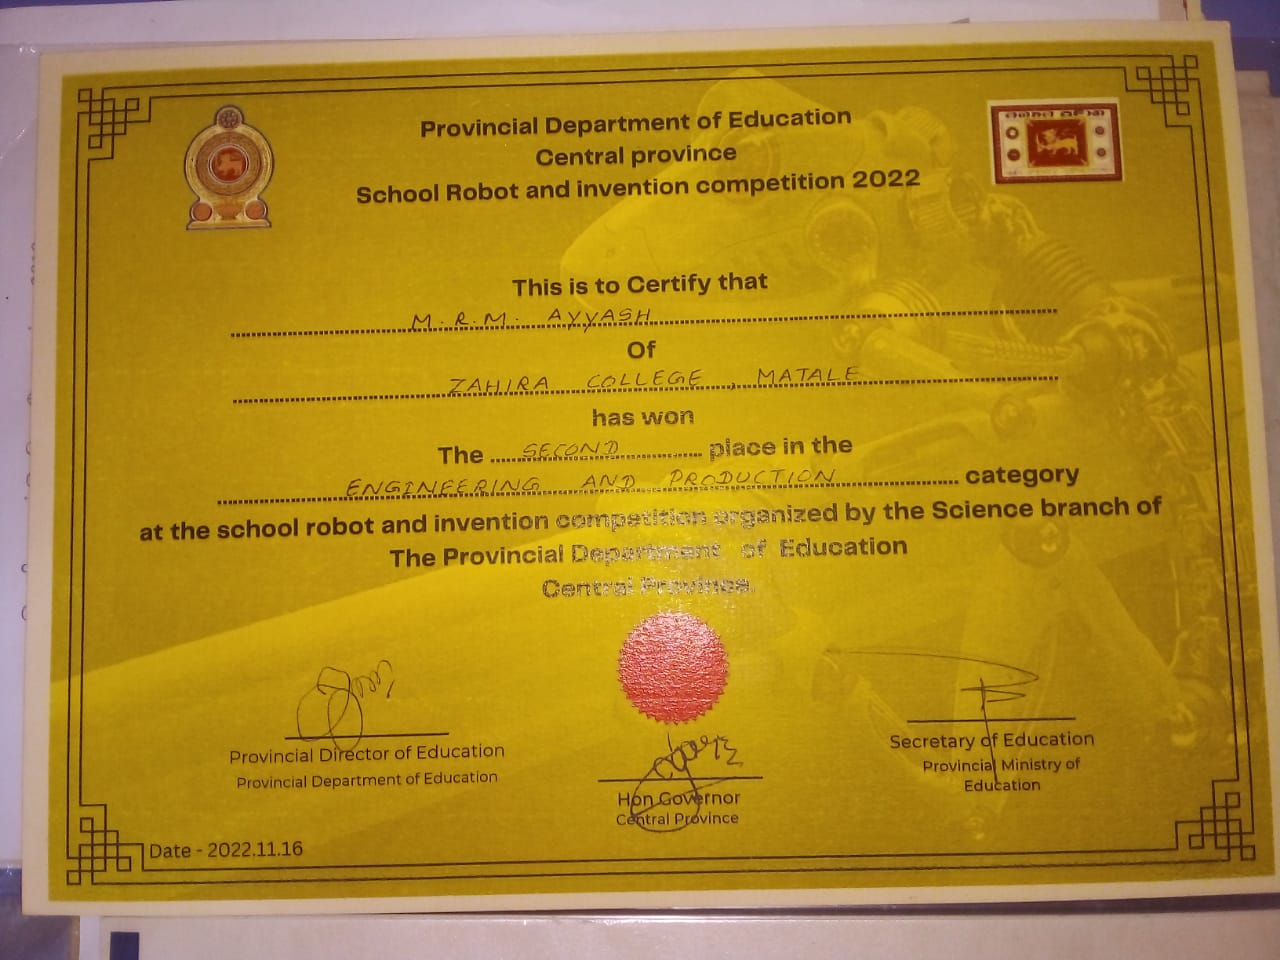 Provincial Department of Education
Central province
School Robot and invention competition 2022
This is to Certify that
M.R.M. AYYASH
Of
ZAHIRA COLLEGE, MATALE
has won
The SECOND place in the
ENGINEERING AND PRODUCTION category
at the school robot and invention competition organized by the Science branch of
The Provincial Department of Education
Central Province.
Provincial Director of Education
Provincial Department of Education
Hon Governor
Central Province
Secretary of Education
Provincial Ministry of
Education
Date - 2022.11.16